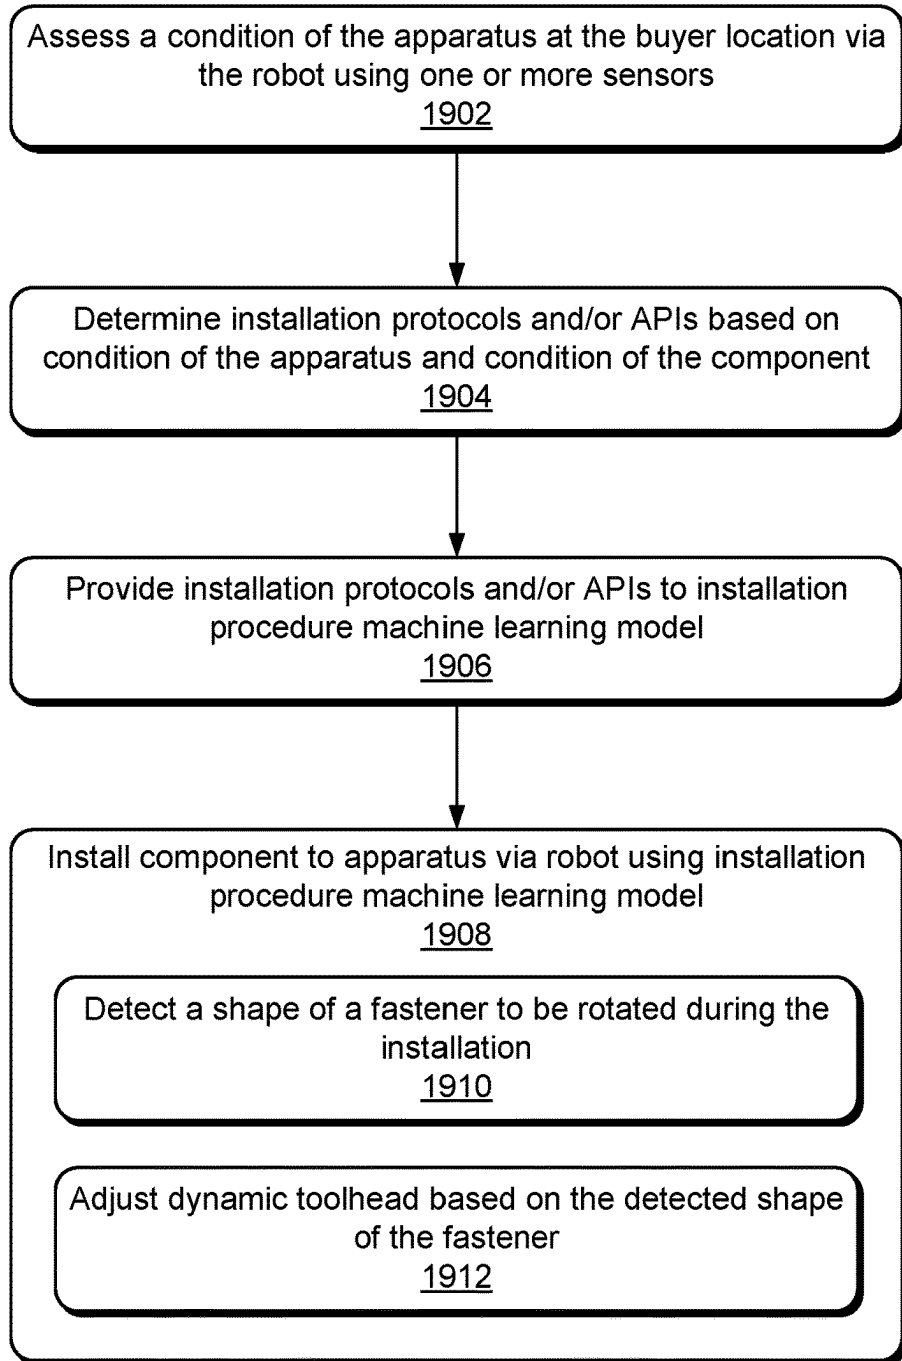 Assess a condition of the apparatus at the buyer location via
the robot using one or more sensors
1902
Determine installation protocols and/or APIs based on
condition of the apparatus and condition of the component
1904
Provide installation protocols and/or APIs to installation
procedure machine learning model
1906
Install component to apparatus via robot using installation
procedure machine learning model
1908
Detect a shape of a fastener to be rotated during the
installation
1910
Adjust dynamic toolhead based on the detected shape
of the fastener
1912